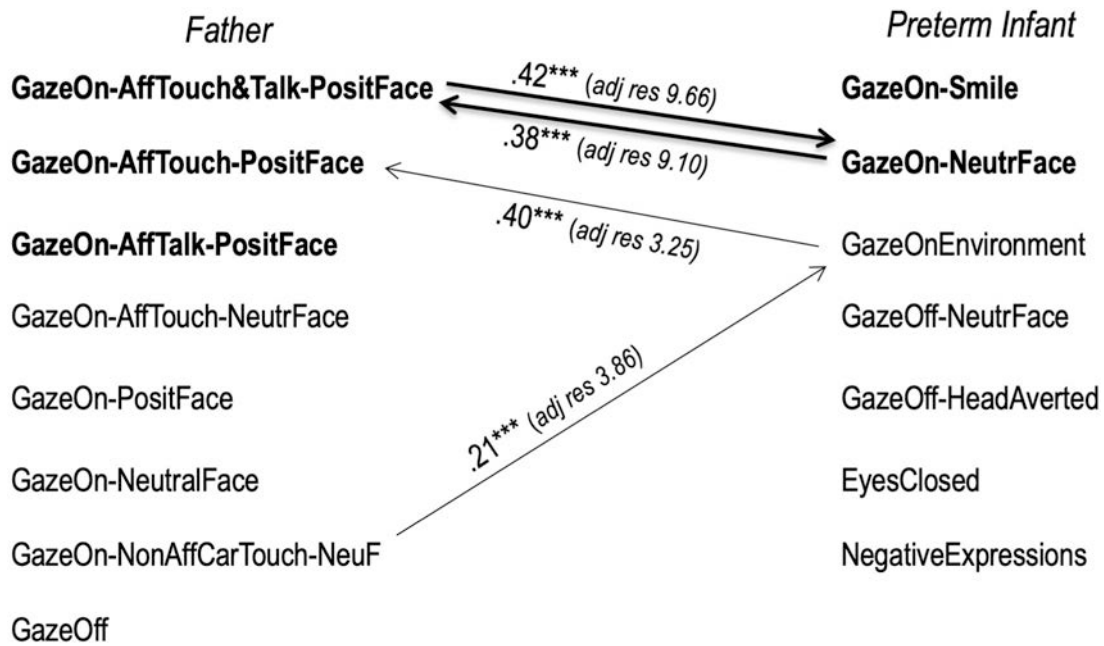 Father
Preterm Infant
GazeOn-AffTouch&Talk-PositFace
.42*** (adj res 9.66)
GazeOn-Smile
.38*** (adj res 9.10)
GazeOn-AffTouch-PositFace
GazeOn-NeutrFace
.40*** (adj res 3.25)
GazeOn-AffTalk-PositFace
GazeOnEnvironment
GazeOn-AffTouch-NeutrFace
GazeOff-NeutrFace
.21*** (adj res 3.86)
GazeOn-PositFace
GazeOff-HeadAverted
GazeOn-NeutralFace
EyesClosed
GazeOn-NonAffCarTouch-NeuF
NegativeExpressions
GazeOff